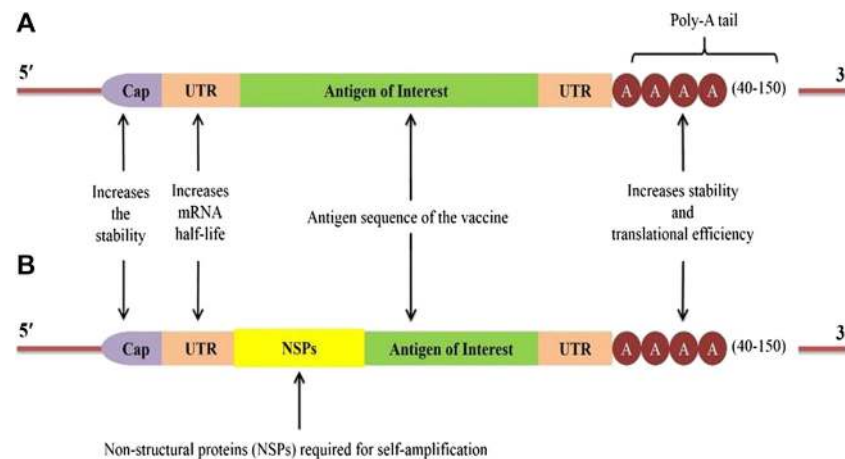 A
Poly-A tail
5′
Cap
UTR
Antigen of Interest
UTR
A
A
A
A
(40-150)
3
Increases
the
stability
Increases
mRNA
half-life
Antigen sequence of the vaccine
Increases stability
and
translational efficiency
B
5′
Cap
UTR
NSPs
Antigen of Interest
UTR
A
A
A
A
(40-150)
3
Non-structural proteins (NSPs) required for self-amplification